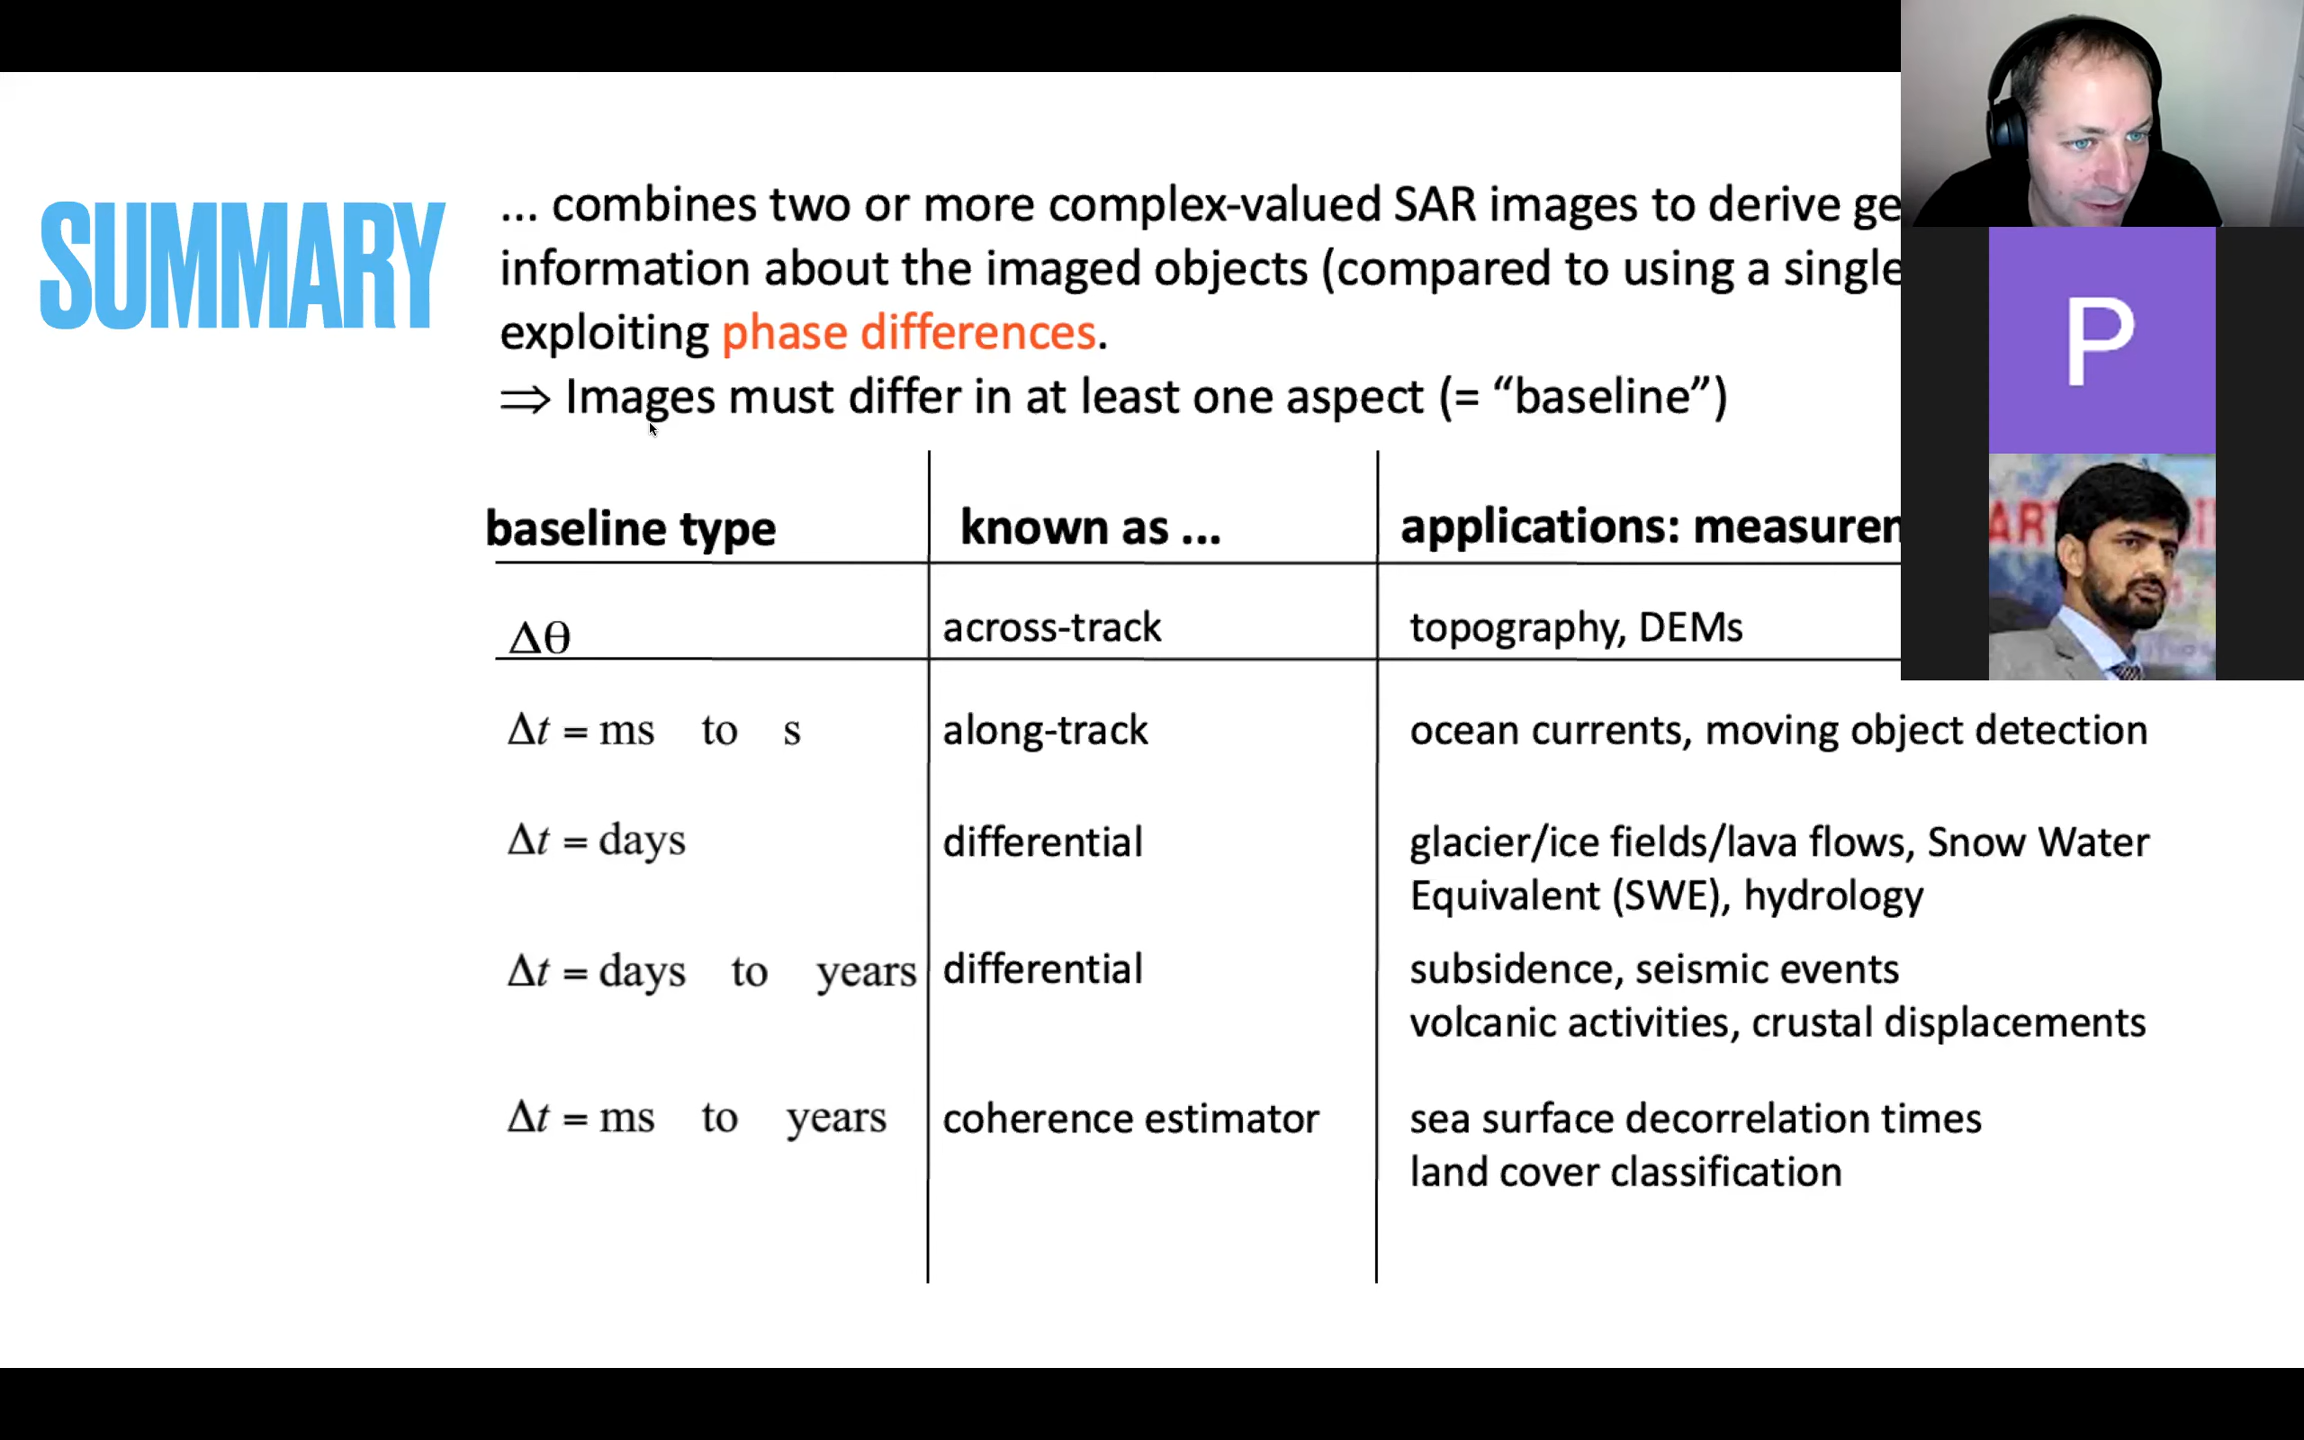 SUMMARY
... combines two or more complex-valued SAR images to derive
information about the imaged objects (compared to using a single
exploiting phase differences.
⇒ Images must differ in at least one aspect (= “baseline”)
baseline type known as ... applications:
Δθ across-track topography, DEMs
Δt = ms to s along-track ocean currents, moving object detection
Δt = days differential glacier/ice fields/lava flows, Snow Water
Equivalent (SWE), hydrology
Δt = days to years differential subsidence, seismic events
volcanic activities, crustal displacements
Δt = ms to years coherence estimator sea surface decorrelation times
land cover classification
P